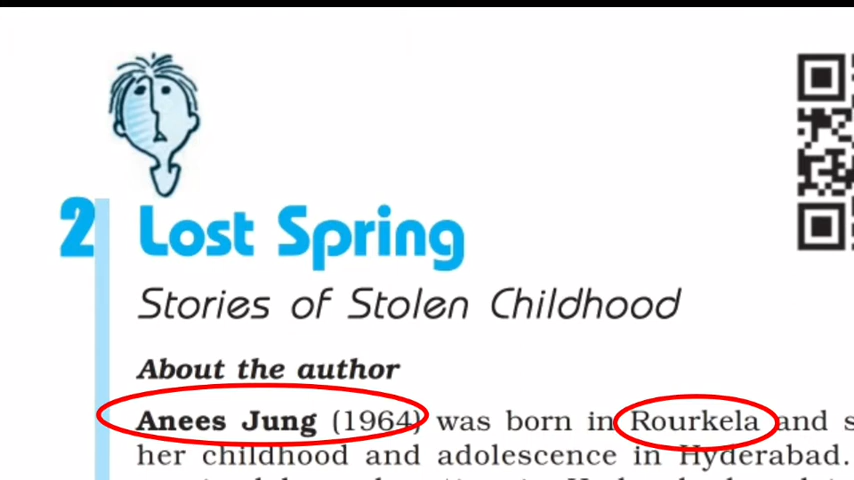 2 Lost Spring
Stories of Stolen Childhood
About the author
Anees Jung (1964) was born in Rourkela and s
her childhood and adolescence in Hyderabad.